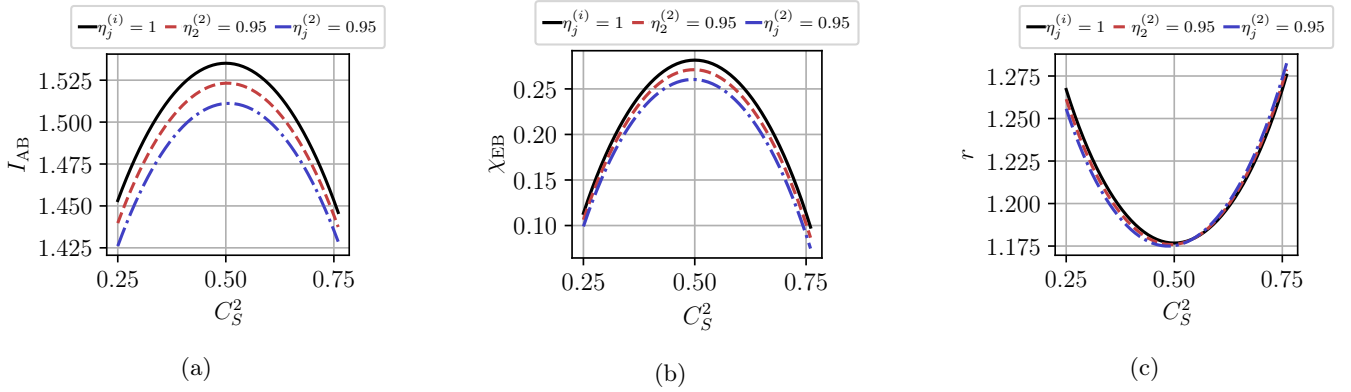 η_j^{(i)} = 1 η_2^{(2)} = 0.95 η_j^{(2)} = 0.95
1.525
1.500
1.475
1.450
1.425
I_AB
0.25 0.50 0.75
C_S^2
(a)
η_j^{(i)} = 1 η_2^{(2)} = 0.95 η_j^{(2)} = 0.95
0.25
0.20
0.15
0.10
χ_EB
0.25 0.50 0.75
C_S^2
(b)
η_j^{(i)} = 1 η_2^{(2)} = 0.95 η_j^{(2)} = 0.95
1.275
1.250
1.225
1.200
1.175
r
0.25 0.50 0.75
C_S^2
(c)